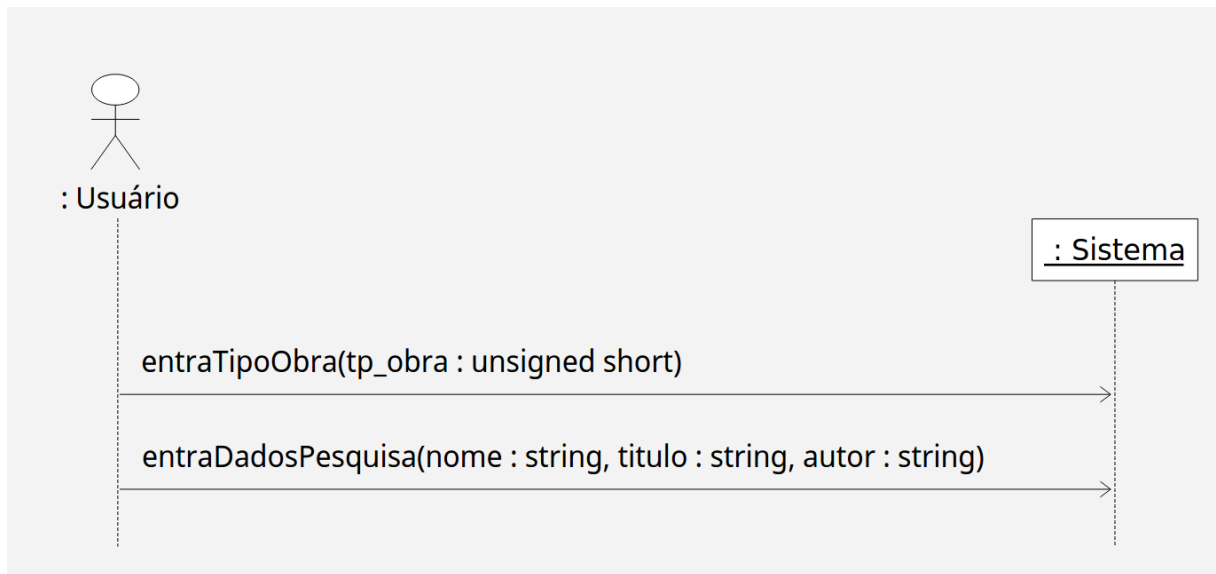 : Usuário
: Sistema
entraTipoObra(tp_obra : unsigned short)
entraDadosPesquisa(nome : string, titulo : string, autor : string)